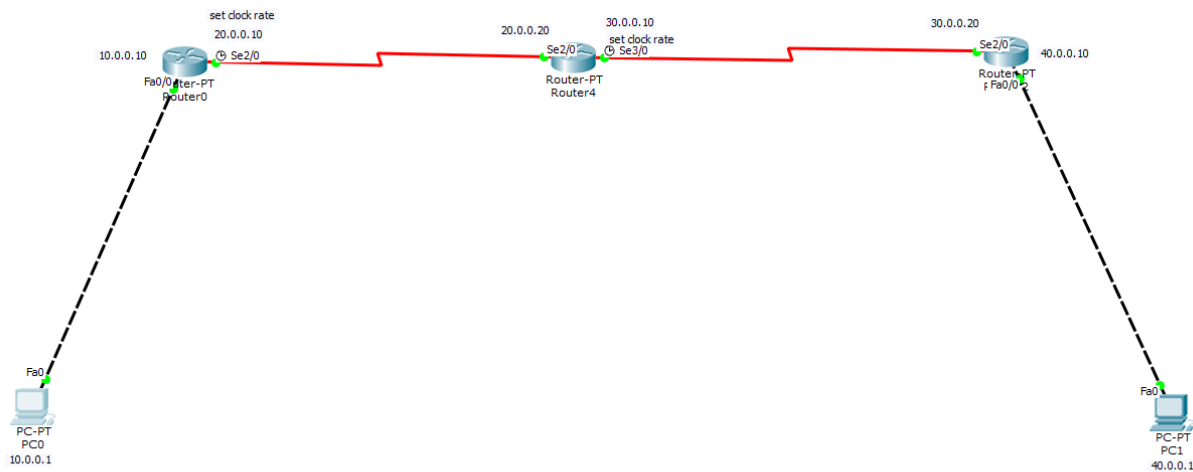 set clock rate
20.0.0.10
10.0.0.10
Se2/0
Fa0/0
Router0
30.0.0.10
set clock rate
20.0.0.20
Se2/0
Se3/0
Router-PT
Router4
30.0.0.20
Se2/0
40.0.0.10
Router-PT
Fa0/0
Fa0
PC-PT
PC0
10.0.0.1
Fa0
PC-PT
PC1
40.0.0.1